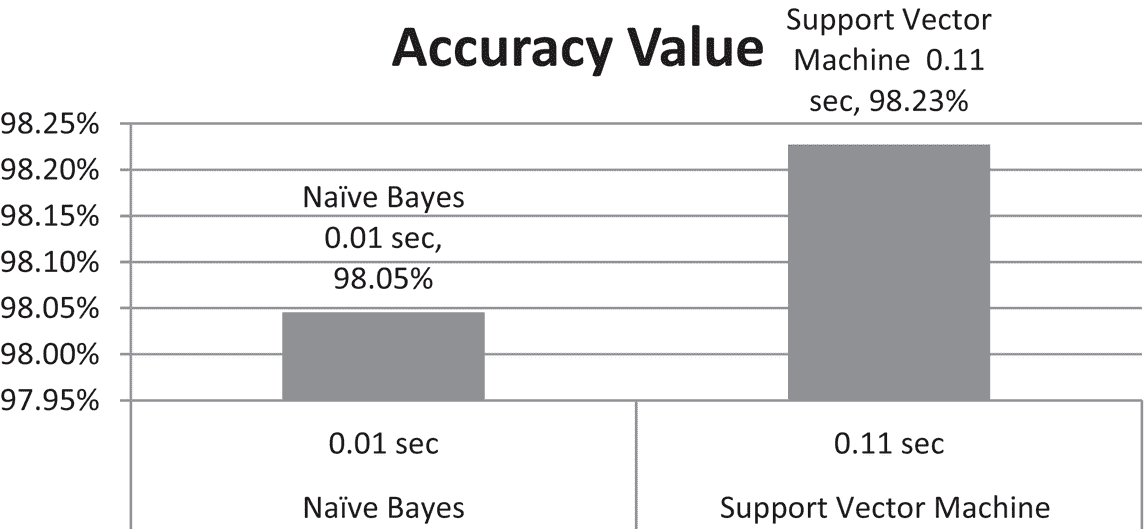 Accuracy Value
Support Vector
Machine 0.11
sec, 98.23%
98.25%
98.20%
98.15%
98.10%
98.05%
98.00%
97.95%
Naïve Bayes
0.01 sec,
98.05%
0.01 sec
0.11 sec
Naïve Bayes
Support Vector Machine